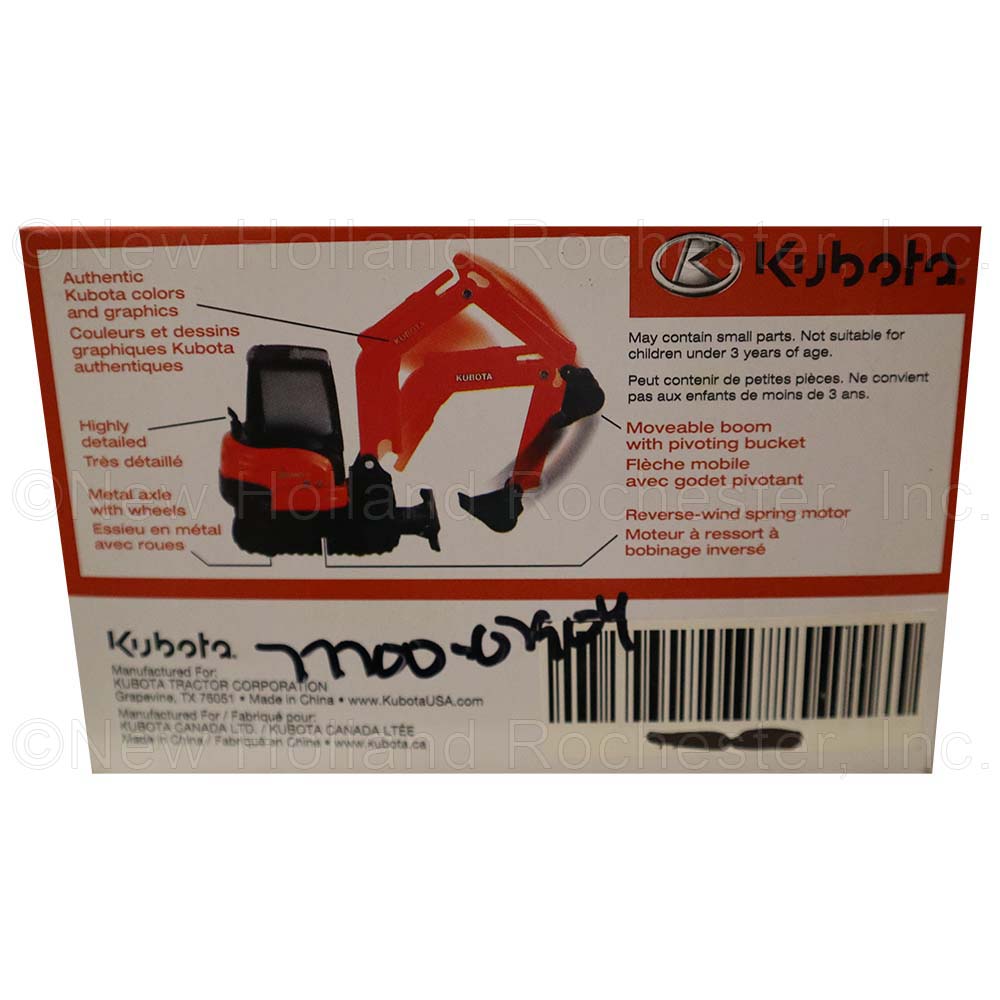 ©New Holland Rochester, Inc.
Kubota
Authentic
Kubota colors
and graphics
Couleurs et dessins
graphiques Kubota
authentiques
KUBOTA
KUBOTA
May contain small parts. Not suitable for
children under 3 years of age.
Peut contenir de petites pièces. Ne convient
pas aux enfants de moins de 3 ans.
Highly
detailed
Très détaillé
Moveable boom
with pivoting bucket
Flèche mobile
avec godet pivotant
©New Holland Rochester, Inc.
Metal axle
with wheels
Essieu en métal
avec roues
Reverse-wind spring motor
Moteur à ressort à
bobinage inversé
Kubota
Manufactured For:
KUBOTA TRACTOR CORPORATION
Grapevine, TX 76051 • Made in China • www.KubotaUSA.com
Manufactured For / Fabriqué pour:
KUBOTA CANADA LTD. / KUBOTA CANADA LTÉE
Made in China / Fabriqué en Chine • www.kubota.ca
©New Holland Rochester, Inc.